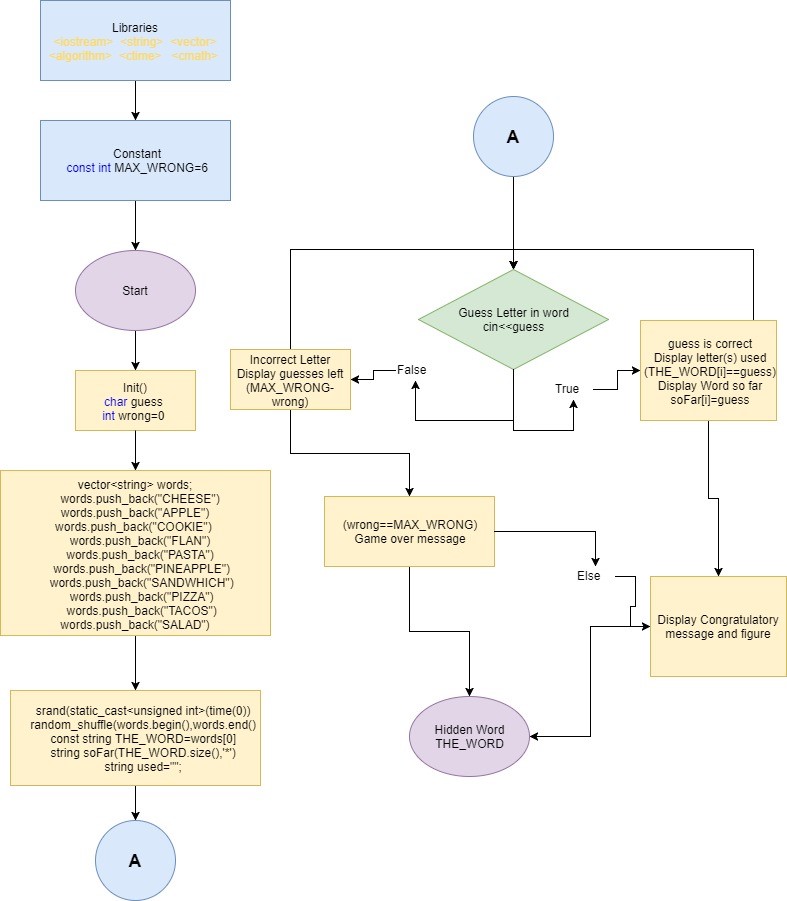 Libraries
<iostream> <string> <vector>
<algorithm> <ctime> <cmath>
Constant
const int MAX_WRONG=6
Start
Init()
char guess
int wrong=0
vector<string> words;
words.push_back("CHEESE")
words.push_back("APPLE")
words.push_back("COOKIE")
words.push_back("FLAN")
words.push_back("PASTA")
words.push_back("PINEAPPLE")
words.push_back("SANDWHICH")
words.push_back("PIZZA")
words.push_back("TACOS")
words.push_back("SALAD")
srand(static_cast<unsigned int>(time(0))
random_shuffle(words.begin(),words.end()
const string THE_WORD=words[0]
string soFar(THE_WORD.size(),'*')
string used="";
A
A
Guess Letter in word
cin<<guess
False
True
Incorrect Letter
Display guesses left
(MAX_WRONG-
wrong)
guess is correct
Display letter(s) used
(THE_WORD[i]==guess)
Display Word so far
soFar[i]=guess
(wrong==MAX_WRONG)
Game over message
Else
Display Congratulatory
message and figure
Hidden Word
THE_WORD